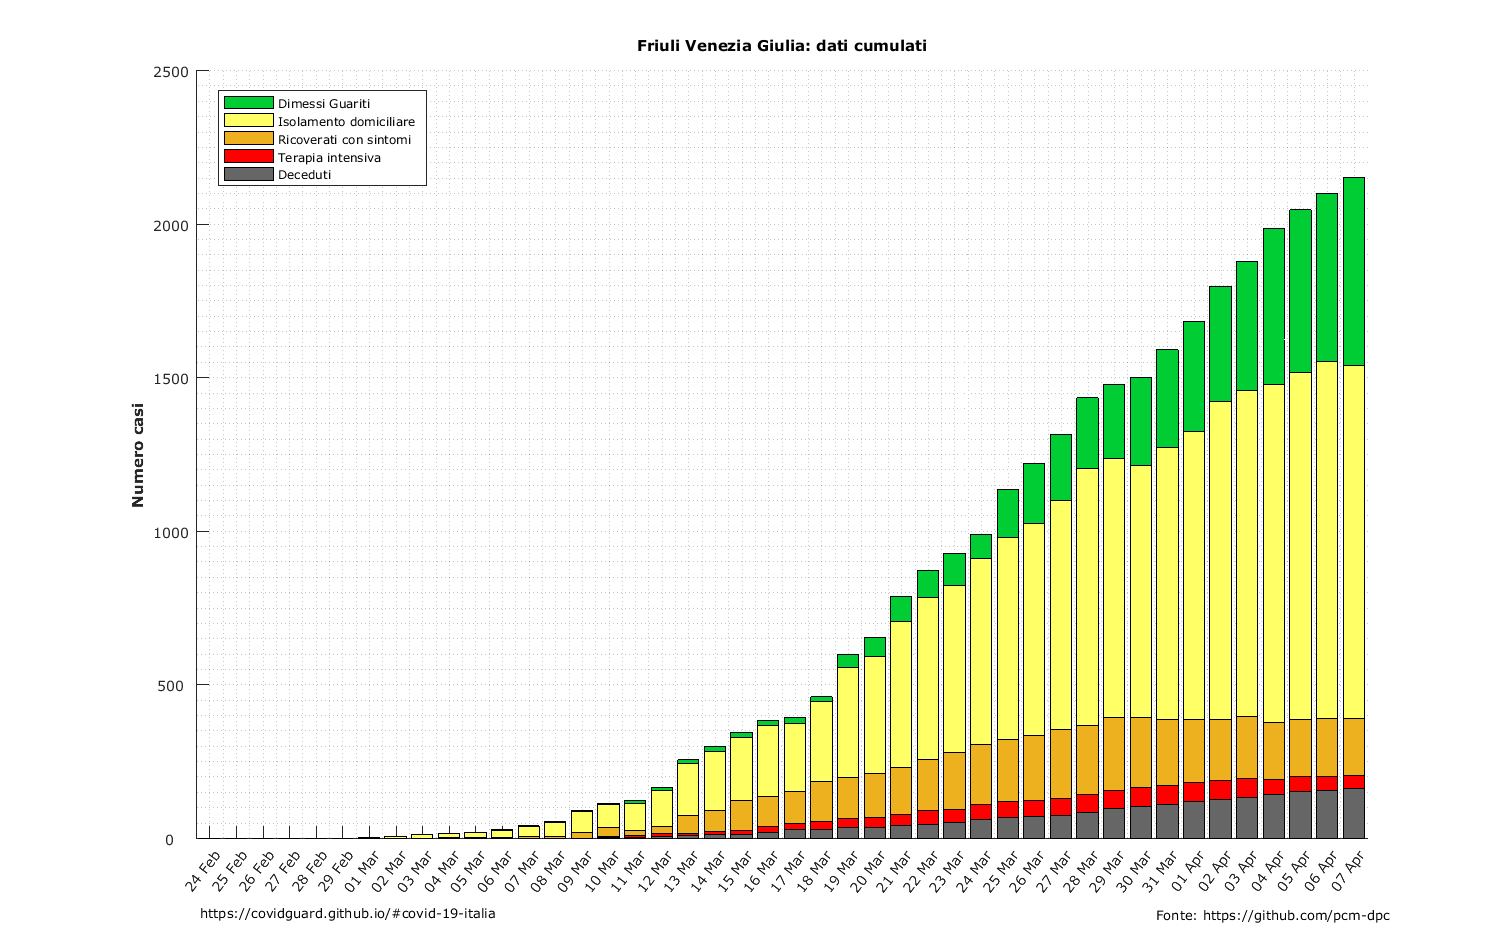 Friuli Venezia Giulia: dati cumulati
2500
2000
1500
1000
500
0
Numero casi
Dimessi Guariti
Isolamento domiciliare
Ricoverati con sintomi
Terapia intensiva
Deceduti
24 Feb
25 Feb
26 Feb
27 Feb
28 Feb
29 Feb
01 Mar
02 Mar
03 Mar
04 Mar
05 Mar
06 Mar
07 Mar
08 Mar
09 Mar
10 Mar
11 Mar
12 Mar
13 Mar
14 Mar
15 Mar
16 Mar
17 Mar
18 Mar
19 Mar
20 Mar
21 Mar
22 Mar
23 Mar
24 Mar
25 Mar
26 Mar
27 Mar
28 Mar
29 Mar
30 Mar
31 Mar
01 Apr
02 Apr
03 Apr
04 Apr
05 Apr
06 Apr
07 Apr
https://covidguard.github.io/#covid-19-italia
Fonte: https://github.com/pcm-dpc